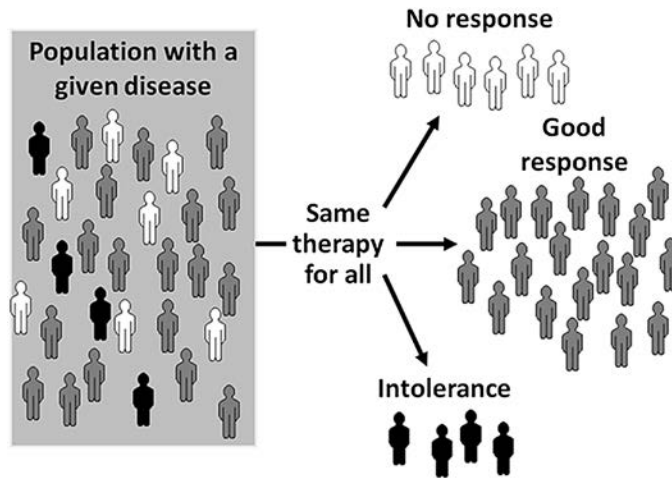 Population with a
given disease
Same
therapy
for all
No response
Good
response
Intolerance